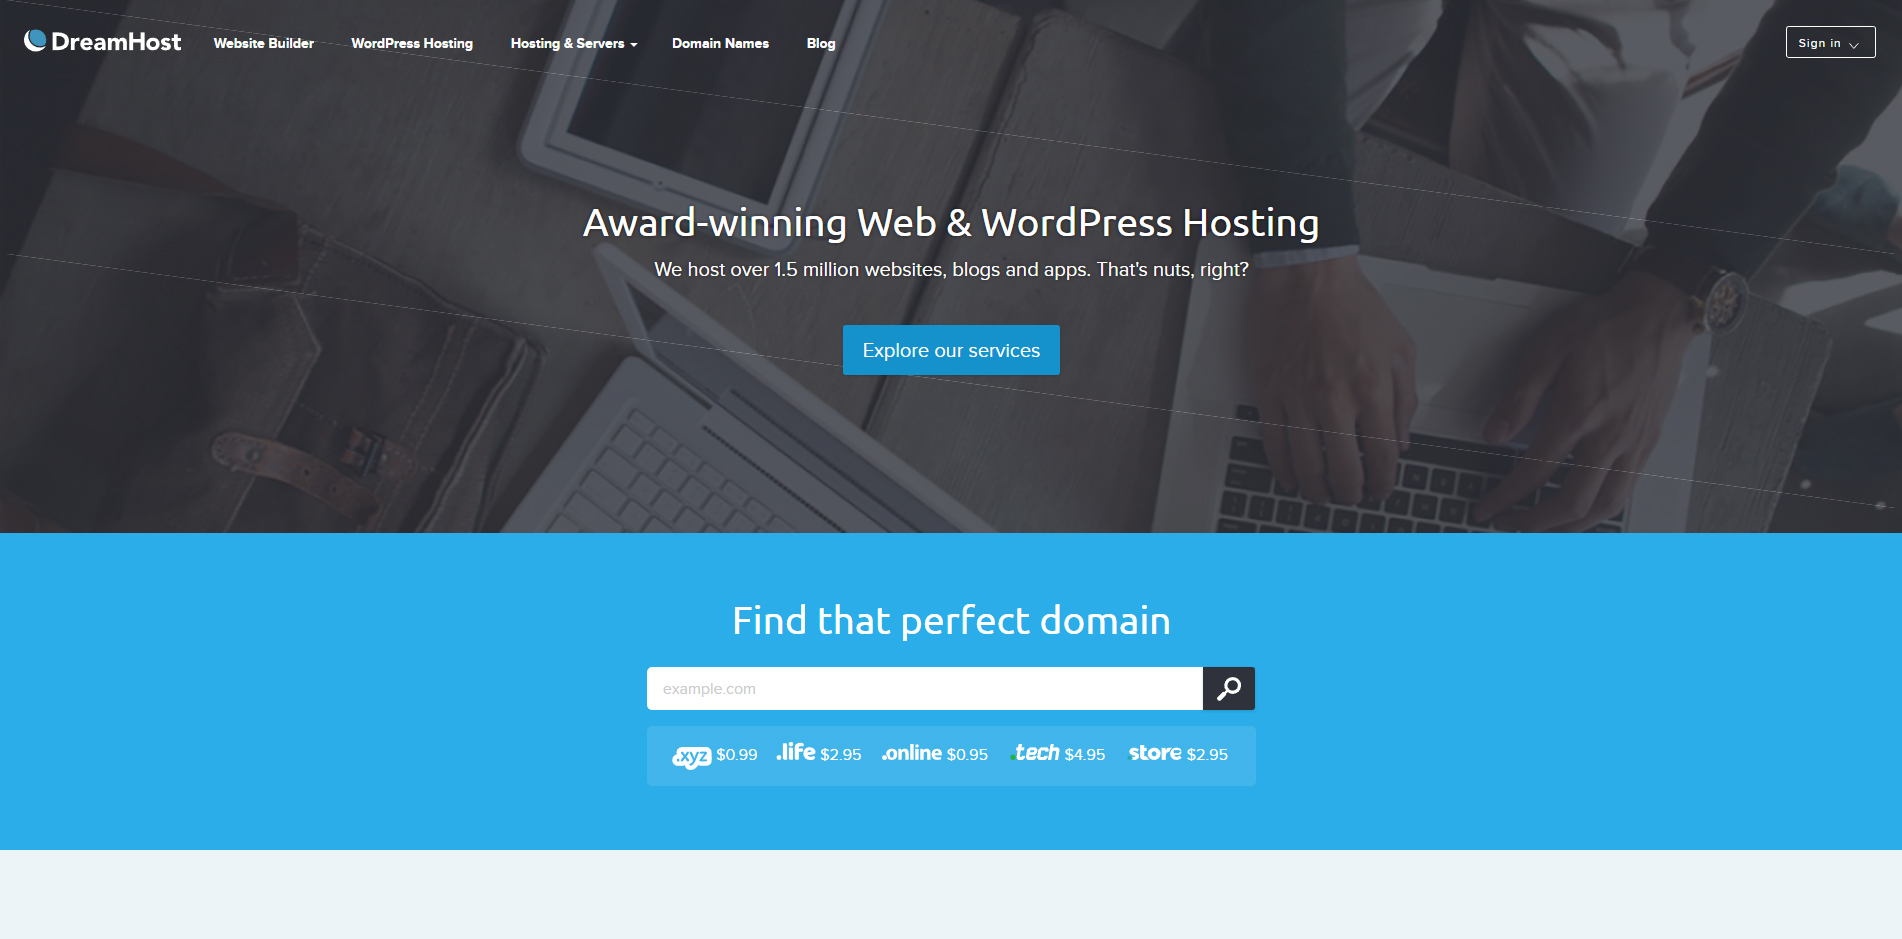 DreamHost Website Builder WordPress Hosting Hosting & Servers Domain Names Blog Sign in
Award-winning Web & WordPress Hosting
We host over 1.5 million websites, blogs and apps. That's nuts, right?
Explore our services
Find that perfect domain
example.com
.xyz $0.99 .life $2.95 .online $0.95 .tech $4.95 .store $2.95